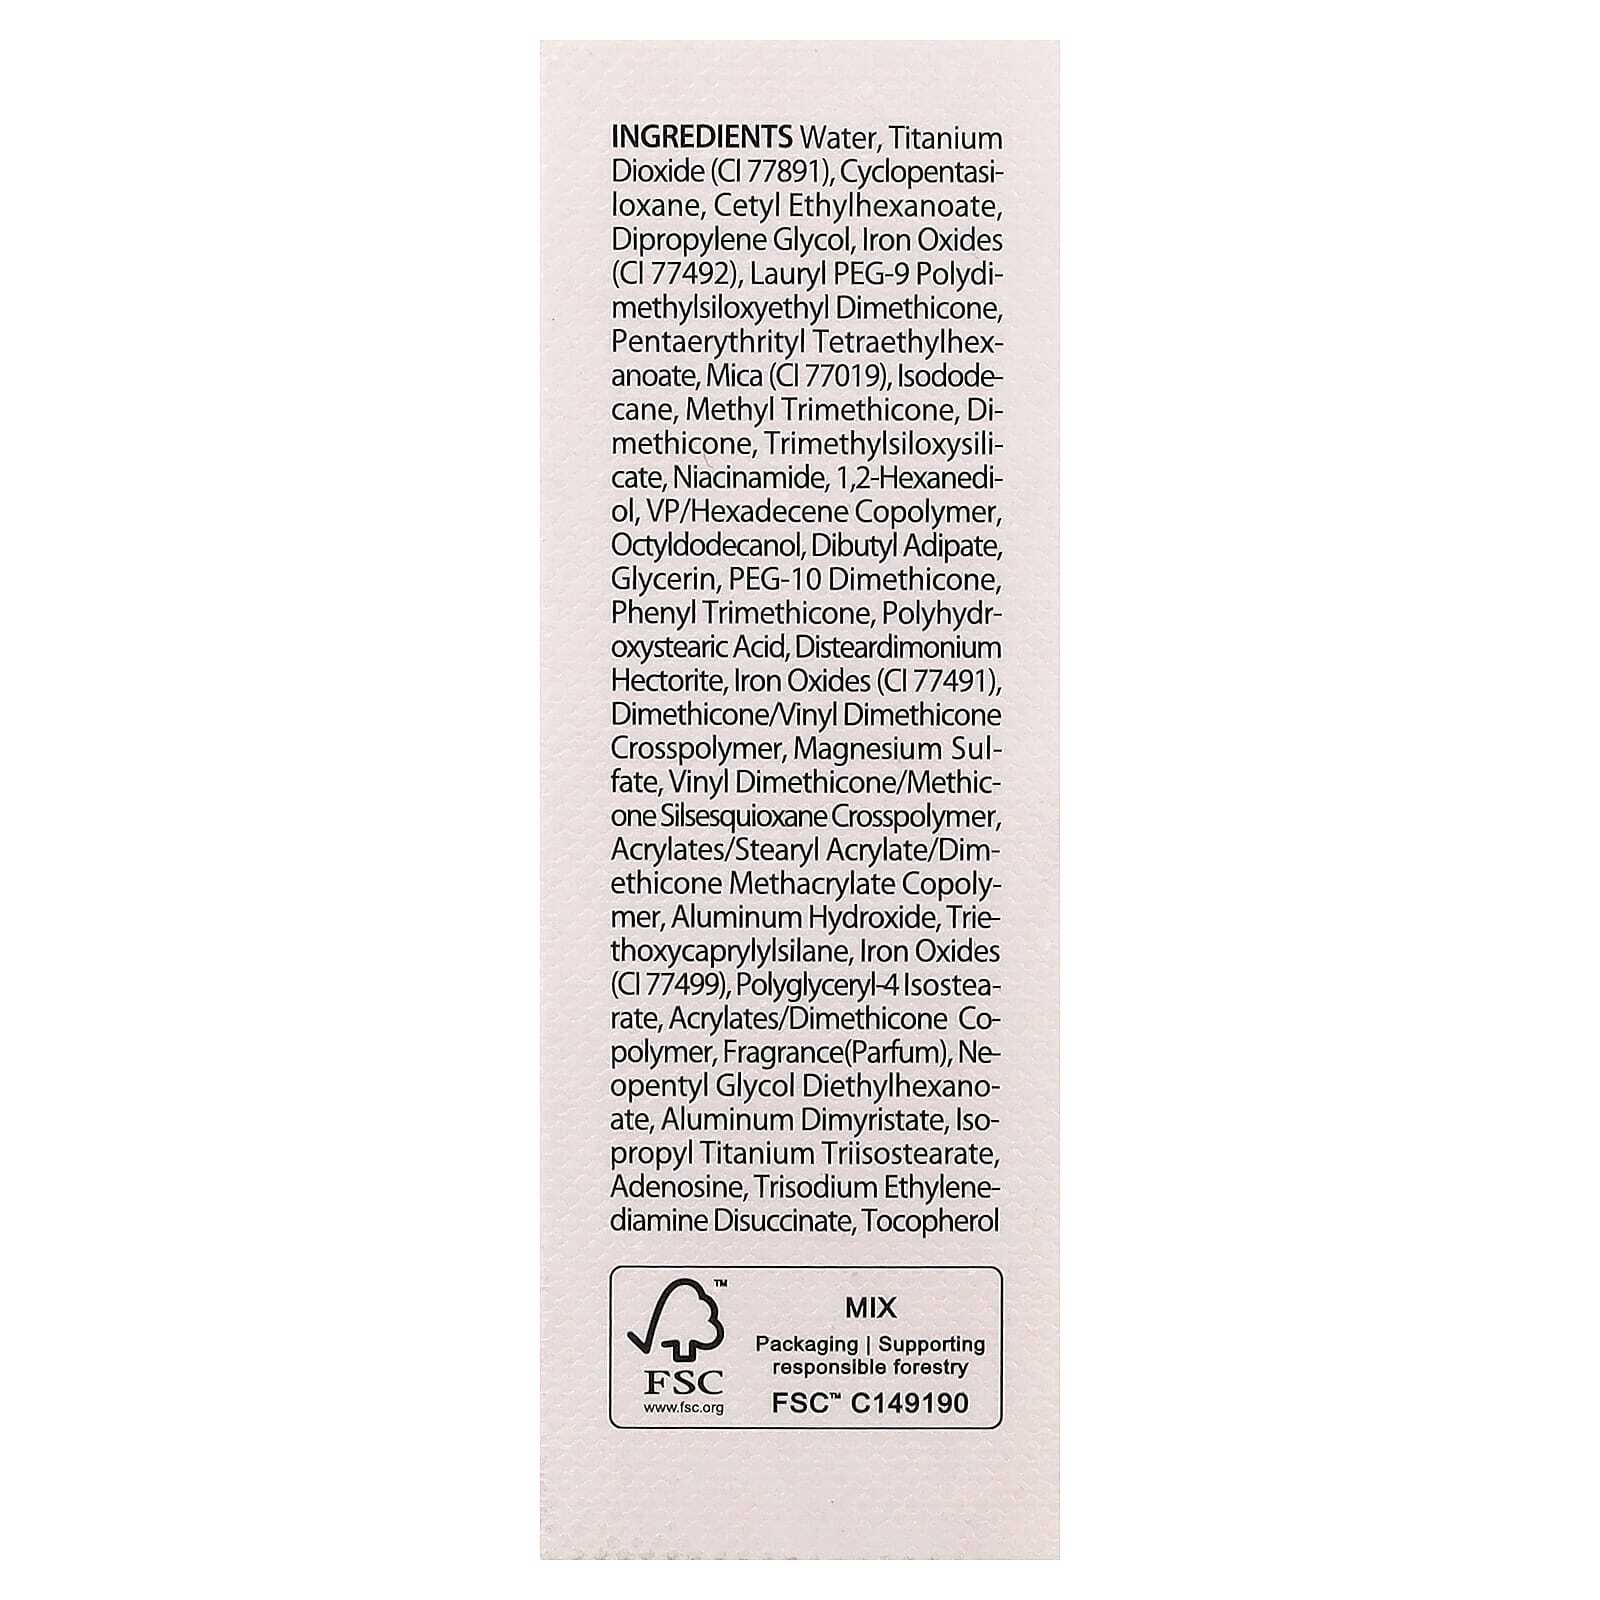 INGREDIENTS Water, Titanium
Dioxide (CI 77891), Cyclopentasi-
loxane, Cetyl Ethylhexanoate,
Dipropylene Glycol, Iron Oxides
(CI 77492), Lauryl PEG-9 Polydi-
methylsiloxyethyl Dimethicone,
Pentaerythrityl Tetraethylhex-
anoate, Mica (CI 77019), Isodode-
cane, Methyl Trimethicone, Di-
methicone, Trimethylsiloxysili-
cate, Niacinamide, 1,2-Hexanedi-
ol, VP/Hexadecene Copolymer,
Octyldodecanol, Dibutyl Adipate,
Glycerin, PEG-10 Dimethicone,
Phenyl Trimethicone, Polyhydr-
oxystearic Acid, Disteardimonium
Hectorite, Iron Oxides (CI 77491),
Dimethicone/Vinyl Dimethicone
Crosspolymer, Magnesium Sul-
fate, Vinyl Dimethicone/Methic-
one Silsesquioxane Crosspolymer,
Acrylates/Stearyl Acrylate/Dim-
ethicone Methacrylate Copoly-
mer, Aluminum Hydroxide, Trie-
thoxycaprylylsilane, Iron Oxides
(CI 77499), Polyglyceryl-4 Isostea-
rate, Acrylates/Dimethicone Co-
polymer, Fragrance(Parfum), Ne-
opentyl Glycol Diethylhexano-
ate, Aluminum Dimyristate, Iso-
propyl Titanium Triisostearate,
Adenosine, Trisodium Ethylene-
diamine Disuccinate, Tocopherol
TM
FSC
www.fsc.org
MIX
Packaging | Supporting
responsible forestry
FSC™ C149190